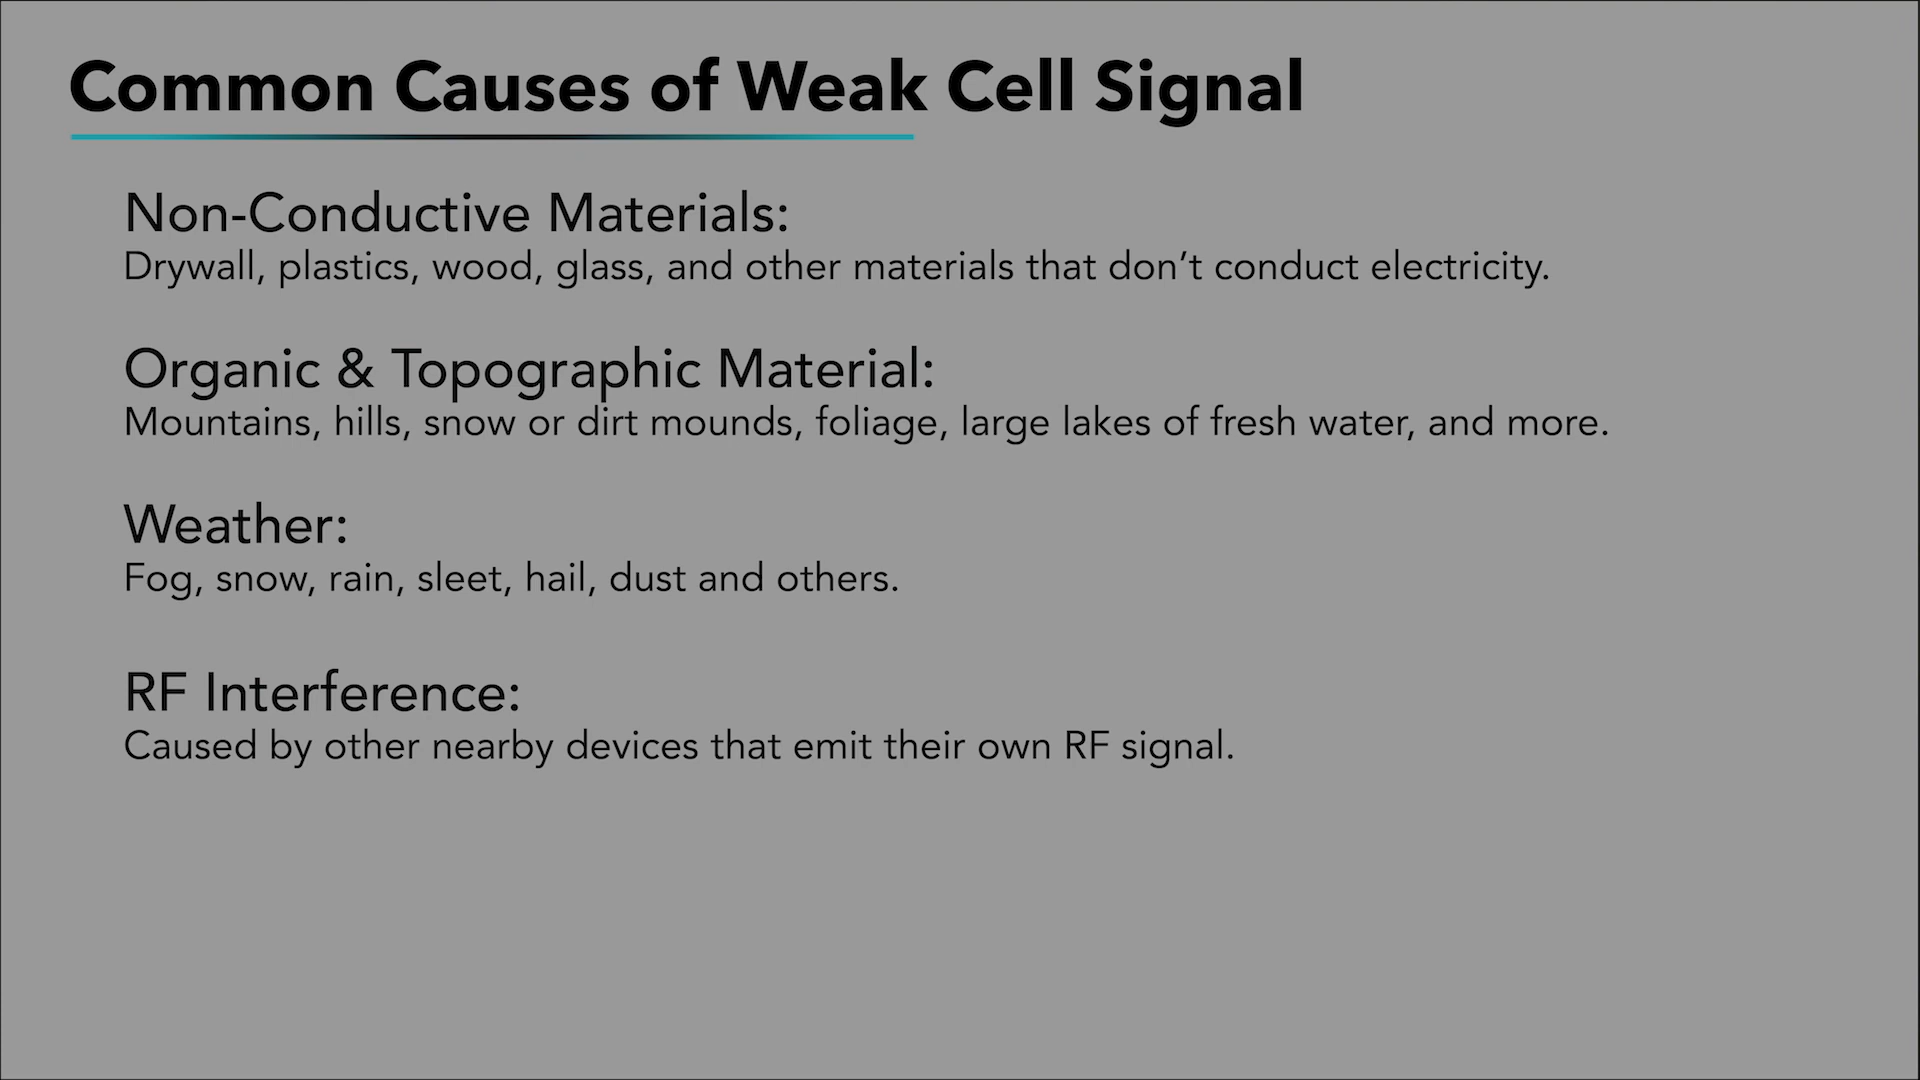 Common Causes of Weak Cell Signal
Non-Conductive Materials:
Drywall, plastics, wood, glass, and other materials that don’t conduct electricity.
Organic & Topographic Material:
Mountains, hills, snow or dirt mounds, foliage, large lakes of fresh water, and more.
Weather:
Fog, snow, rain, sleet, hail, dust and others.
RF Interference:
Caused by other nearby devices that emit their own RF signal.